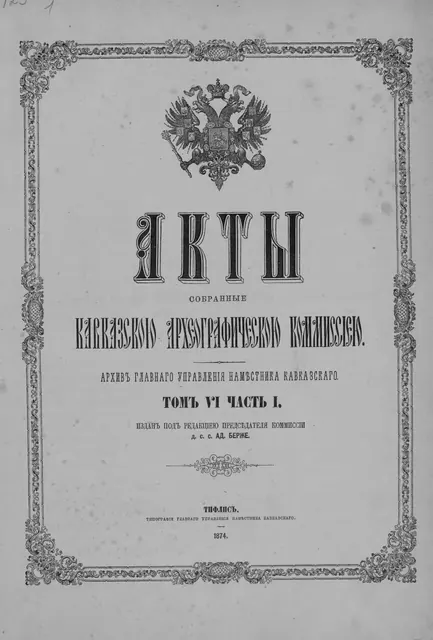 АКТЫ
СОБРАННЫЕ
КАВКАЗСКОЮ АРХЕОГРАФИЧЕСКОЮ КОММИССІЕЮ.
АРХИВЪ ГЛАВНАГО УПРАВЛЕНІЯ НАМѢСТНИКА КАВКАЗСКАГО.
ТОМЪ VI ЧАСТЬ I.
ИЗДАНЪ ПОДЪ РЕДАКЦІЕЮ ПРЕДСѢДАТЕЛЯ КОММИССІИ
Д. С. С. АД. БЕРЖЕ.
ТИФЛИСЪ.
ТИПОГРАФІЯ ГЛАВНАГО УПРАВЛЕНІЯ НАМѢСТНИКА КАВКАЗСКАГО.
1874.